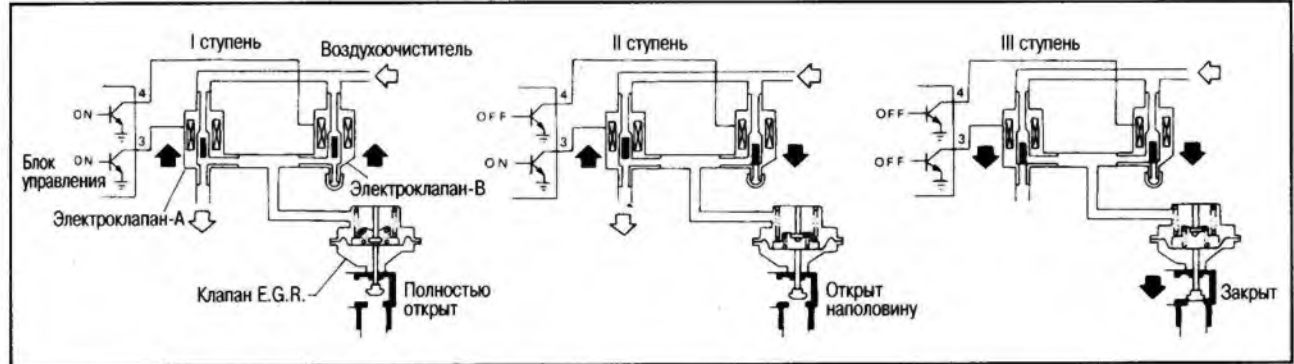 I ступень
Воздухоочиститель
4
ON
3
ON
Блок
управления
Электроклапан-А
Электроклапан-В
Клапан E.G.R.
Полностью
открыт
II ступень
4
OFF
3
ON
Открыт
наполовину
III ступень
4
OFF
3
OFF
Закрыт